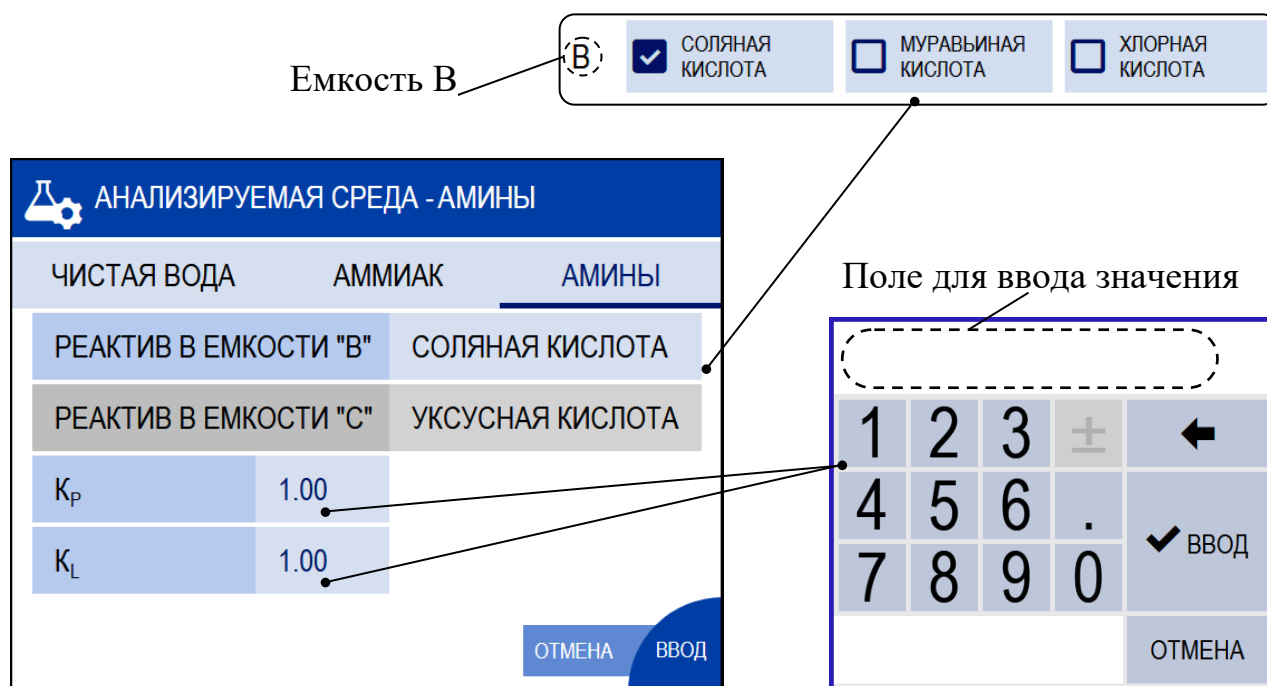 Емкость В
В
СОЛЯНАЯ
КИСЛОТА
МУРАВЬИНАЯ
КИСЛОТА
ХЛОРНАЯ
КИСЛОТА
АНАЛИЗИРУЕМАЯ СРЕДА - АМИНЫ
ЧИСТАЯ ВОДА АММИАК АМИНЫ
РЕАКТИВ В ЕМКОСТИ "В" СОЛЯНАЯ КИСЛОТА
РЕАКТИВ В ЕМКОСТИ "С" УКСУСНАЯ КИСЛОТА
KP 1.00
KL 1.00
ОТМЕНА ВВОД
Поле для ввода значения
1 2 3 ±
4 5 6 .
7 8 9 0
ВВОД
ОТМЕНА